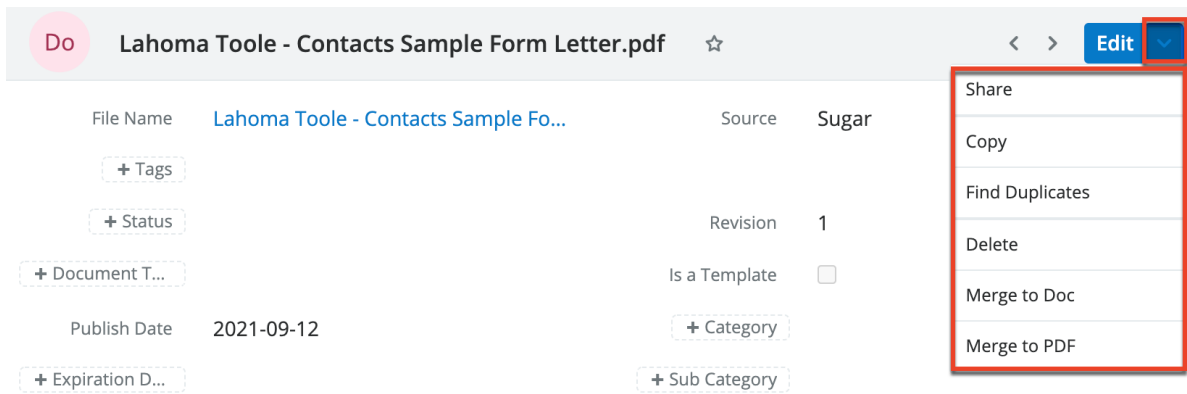 Do
Lahoma Toole - Contacts Sample Form Letter.pdf
Edit
Share
Copy
Find Duplicates
Delete
Merge to Doc
Merge to PDF
File Name
Lahoma Toole - Contacts Sample Fo...
Source
Sugar
+ Tags
+ Status
Revision
1
+ Document T...
Is a Template
Publish Date
2021-09-12
+ Category
+ Expiration D...
+ Sub Category